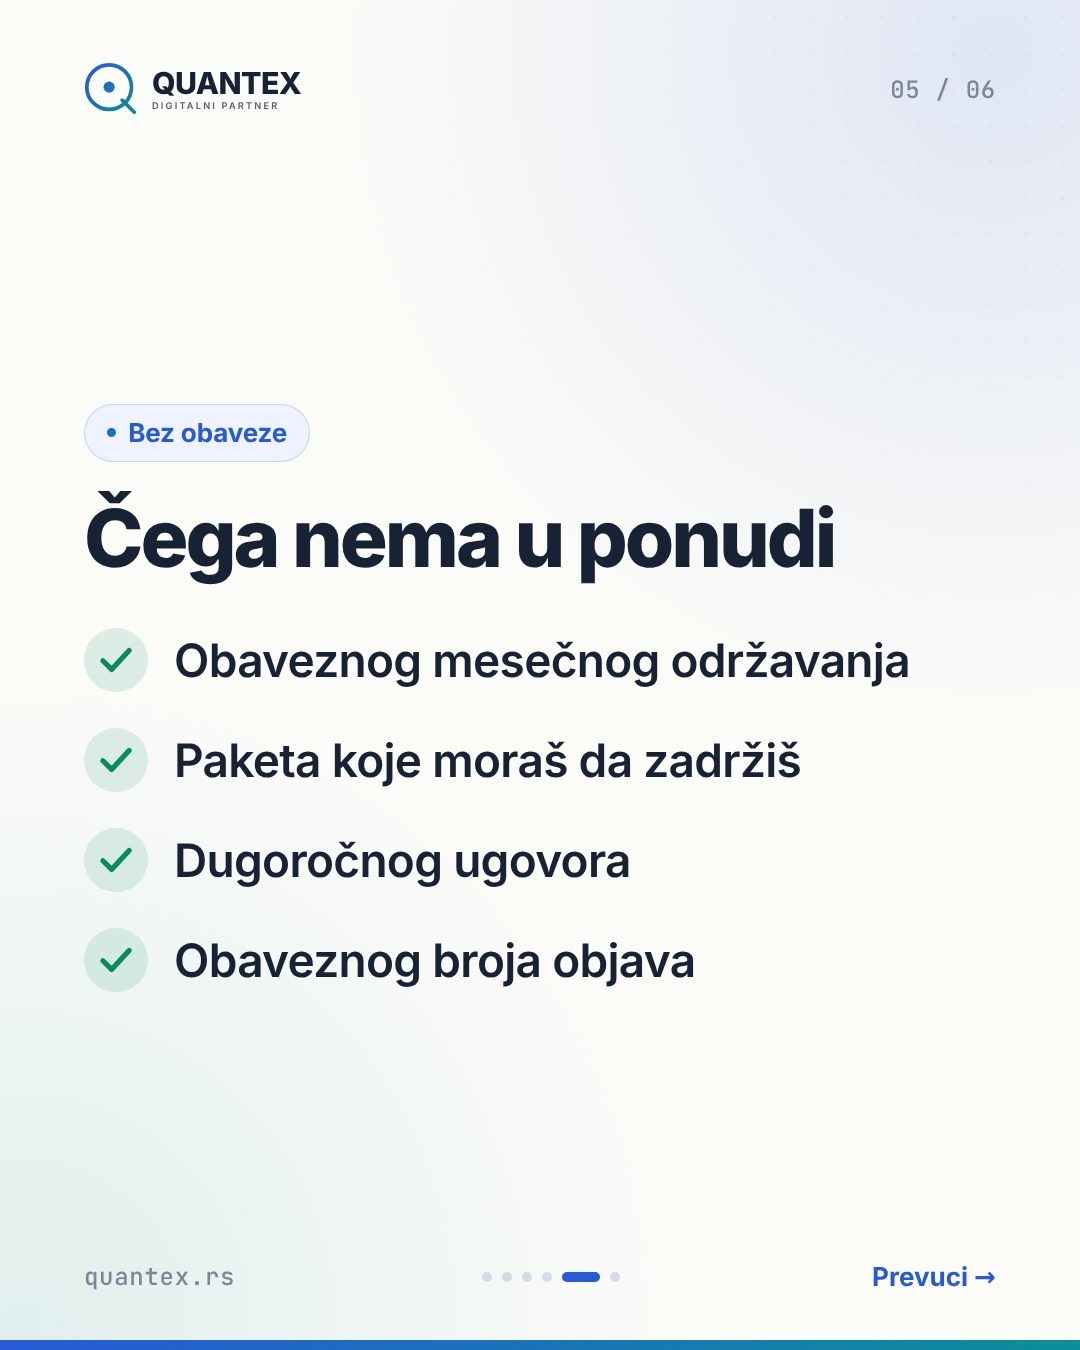 QUANTEX
DIGITALNI PARTNER
05 / 06
Bez obaveze
Čega nema u ponudi
Obaveznog mesečnog održavanja
Paketa koje moraš da zadržiš
Dugoročnog ugovora
Obaveznog broja objava
quantex.rs
Prevuci →